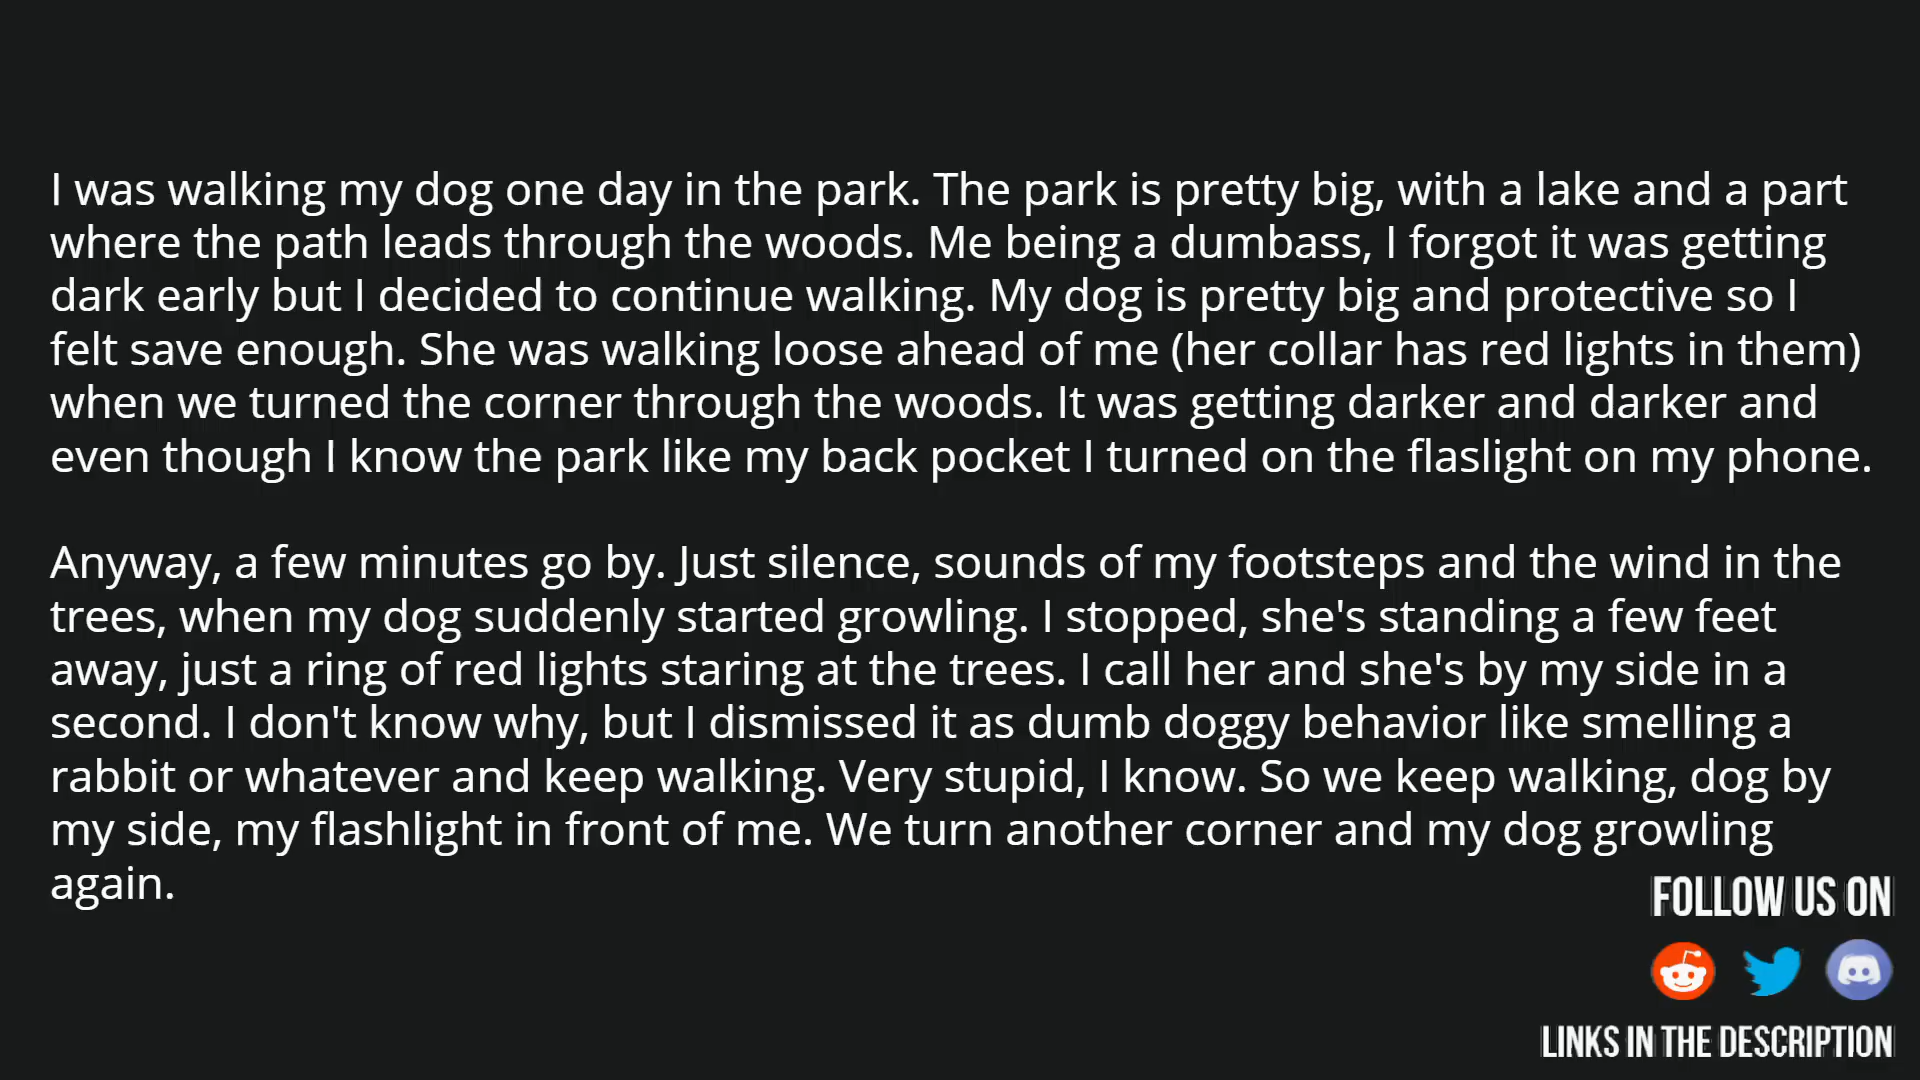 I was walking my dog one day in the park. The park is pretty big, with a lake and a part
where the path leads through the woods. Me being a dumbass, I forgot it was getting
dark early but I decided to continue walking. My dog is pretty big and protective so I
felt save enough. She was walking loose ahead of me (her collar has red lights in them)
when we turned the corner through the woods. It was getting darker and darker and
even though I know the park like my back pocket I turned on the flaslight on my phone.
Anyway, a few minutes go by. Just silence, sounds of my footsteps and the wind in the
trees, when my dog suddenly started growling. I stopped, she's standing a few feet
away, just a ring of red lights staring at the trees. I call her and she's by my side in a
second. I don't know why, but I dismissed it as dumb doggy behavior like smelling a
rabbit or whatever and keep walking. Very stupid, I know. So we keep walking, dog by
my side, my flashlight in front of me. We turn another corner and my dog growling
again.
FOLLOW US ON
LINKS IN THE DESCRIPTION